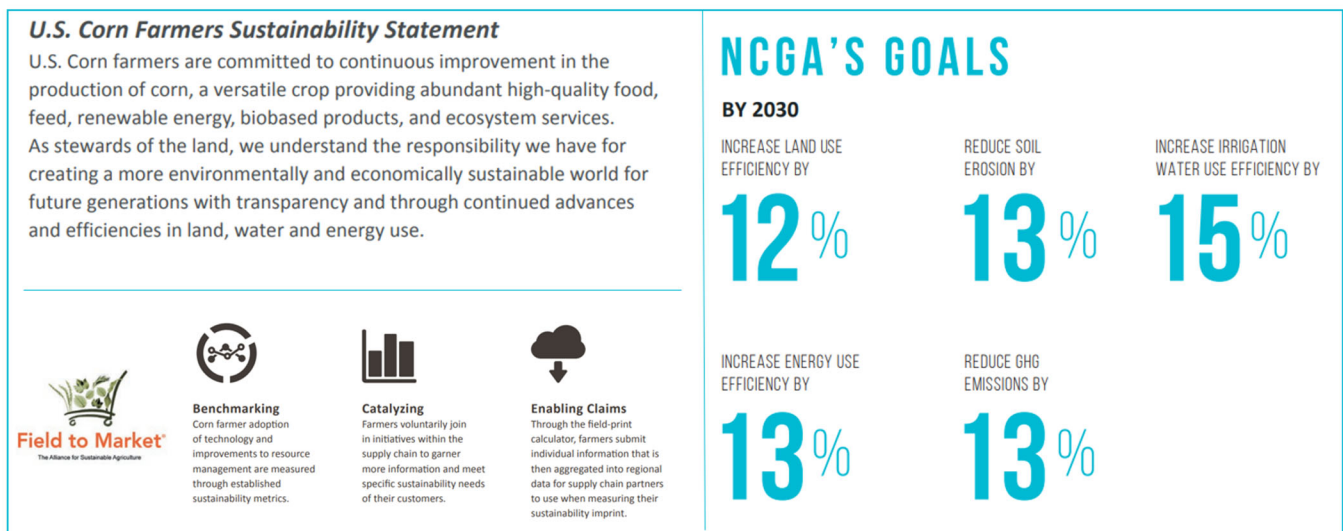 U.S. Corn Farmers Sustainability Statement
U.S. Corn farmers are committed to continuous improvement in the
production of corn, a versatile crop providing abundant high-quality food,
feed, renewable energy, biobased products, and ecosystem services.
As stewards of the land, we understand the responsibility we have for
creating a more environmentally and economically sustainable world for
future generations with transparency and through continued advances
and efficiencies in land, water and energy use.
Field to Market®
The Alliance for Sustainable Agriculture
Benchmarking
Corn farmer adoption
of technology and
improvements to resource
management are measured
through established
sustainability metrics.
Catalyzing
Farmers voluntarily join
in initiatives within the
supply chain to garner
more information and meet
specific sustainability needs
of their customers.
Enabling Claims
Through the field-print
calculator, farmers submit
individual information that is
then aggregated into regional
data for supply chain partners
to use when measuring their
sustainability imprint.
NCGA'S GOALS
BY 2030
INCREASE LAND USE
EFFICIENCY BY
12%
REDUCE SOIL
EROSION BY
13%
INCREASE IRRIGATION
WATER USE EFFICIENCY BY
15%
INCREASE ENERGY USE
EFFICIENCY BY
13%
REDUCE GHG
EMISSIONS BY
13%